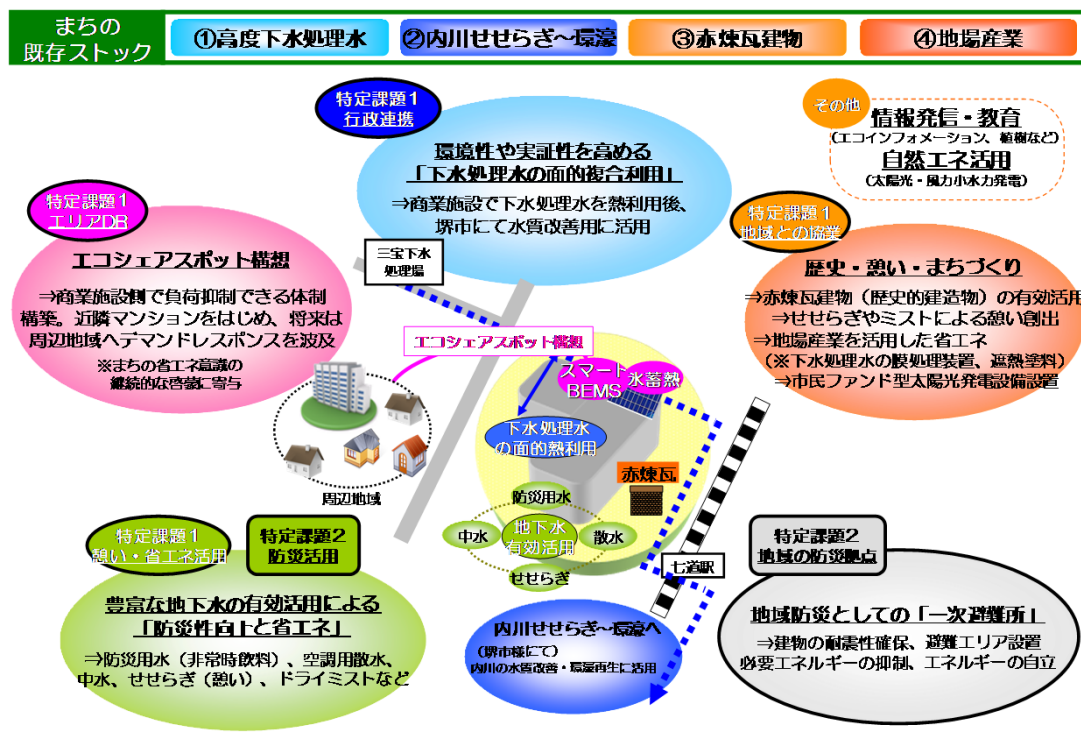 まちの
既存ストック
①高度下水処理水
②内川せせらぎ～環濠
③赤煉瓦建物
④地場産業
特定課題1
行政連携
環境性や実証性を高める
「下水処理水の面的複合利用」
⇒商業施設で下水処理水を熱利用後、
堺市にて水質改善用に活用
その他
情報発信・教育
(エコインフォメーション、植樹など)
自然エネ活用
(太陽光・風力小水力発電)
特定課題1
エリアDR
エコシェアスポット構想
⇒商業施設側で負荷抑制できる体制
構築。近隣マンションをはじめ、将来は
周辺地域へデマンドレスポンスを波及
※まちの省エネ意識の
継続的な啓蒙に寄与
特定課題1
地域との協業
歴史・憩い・まちづくり
⇒赤煉瓦建物（歴史的建造物）の有効活用
⇒せせらぎやミストによる憩い創出
⇒地場産業を活用した省エネ
（※下水処理水の膜処理装置、遮熱塗料）
⇒市民ファンド型太陽光発電設備設置
三宝下水
処理場
エコシェアスポット構想
スマート
BEMS
氷蓄熱
下水処理水
の面的熱利用
赤煉瓦
周辺地域
防災用水
中水
地下水
有効活用
散水
せせらぎ
七道駅
特定課題1
憩い・省エネ活用
特定課題2
防災活用
豊富な地下水の有効活用による
「防災性向上と省エネ」
⇒防災用水（非常時飲料）、空調用散水、
中水、せせらぎ（憩い）、ドライミストなど
内川せせらぎ～環濠へ
(堺市様にて)
内川の水質改善・環濠再生に活用
特定課題2
地域の防災拠点
地域防災としての「一次避難所」
⇒建物の耐震性確保、避難エリア設置
必要エネルギーの抑制、エネルギーの自立